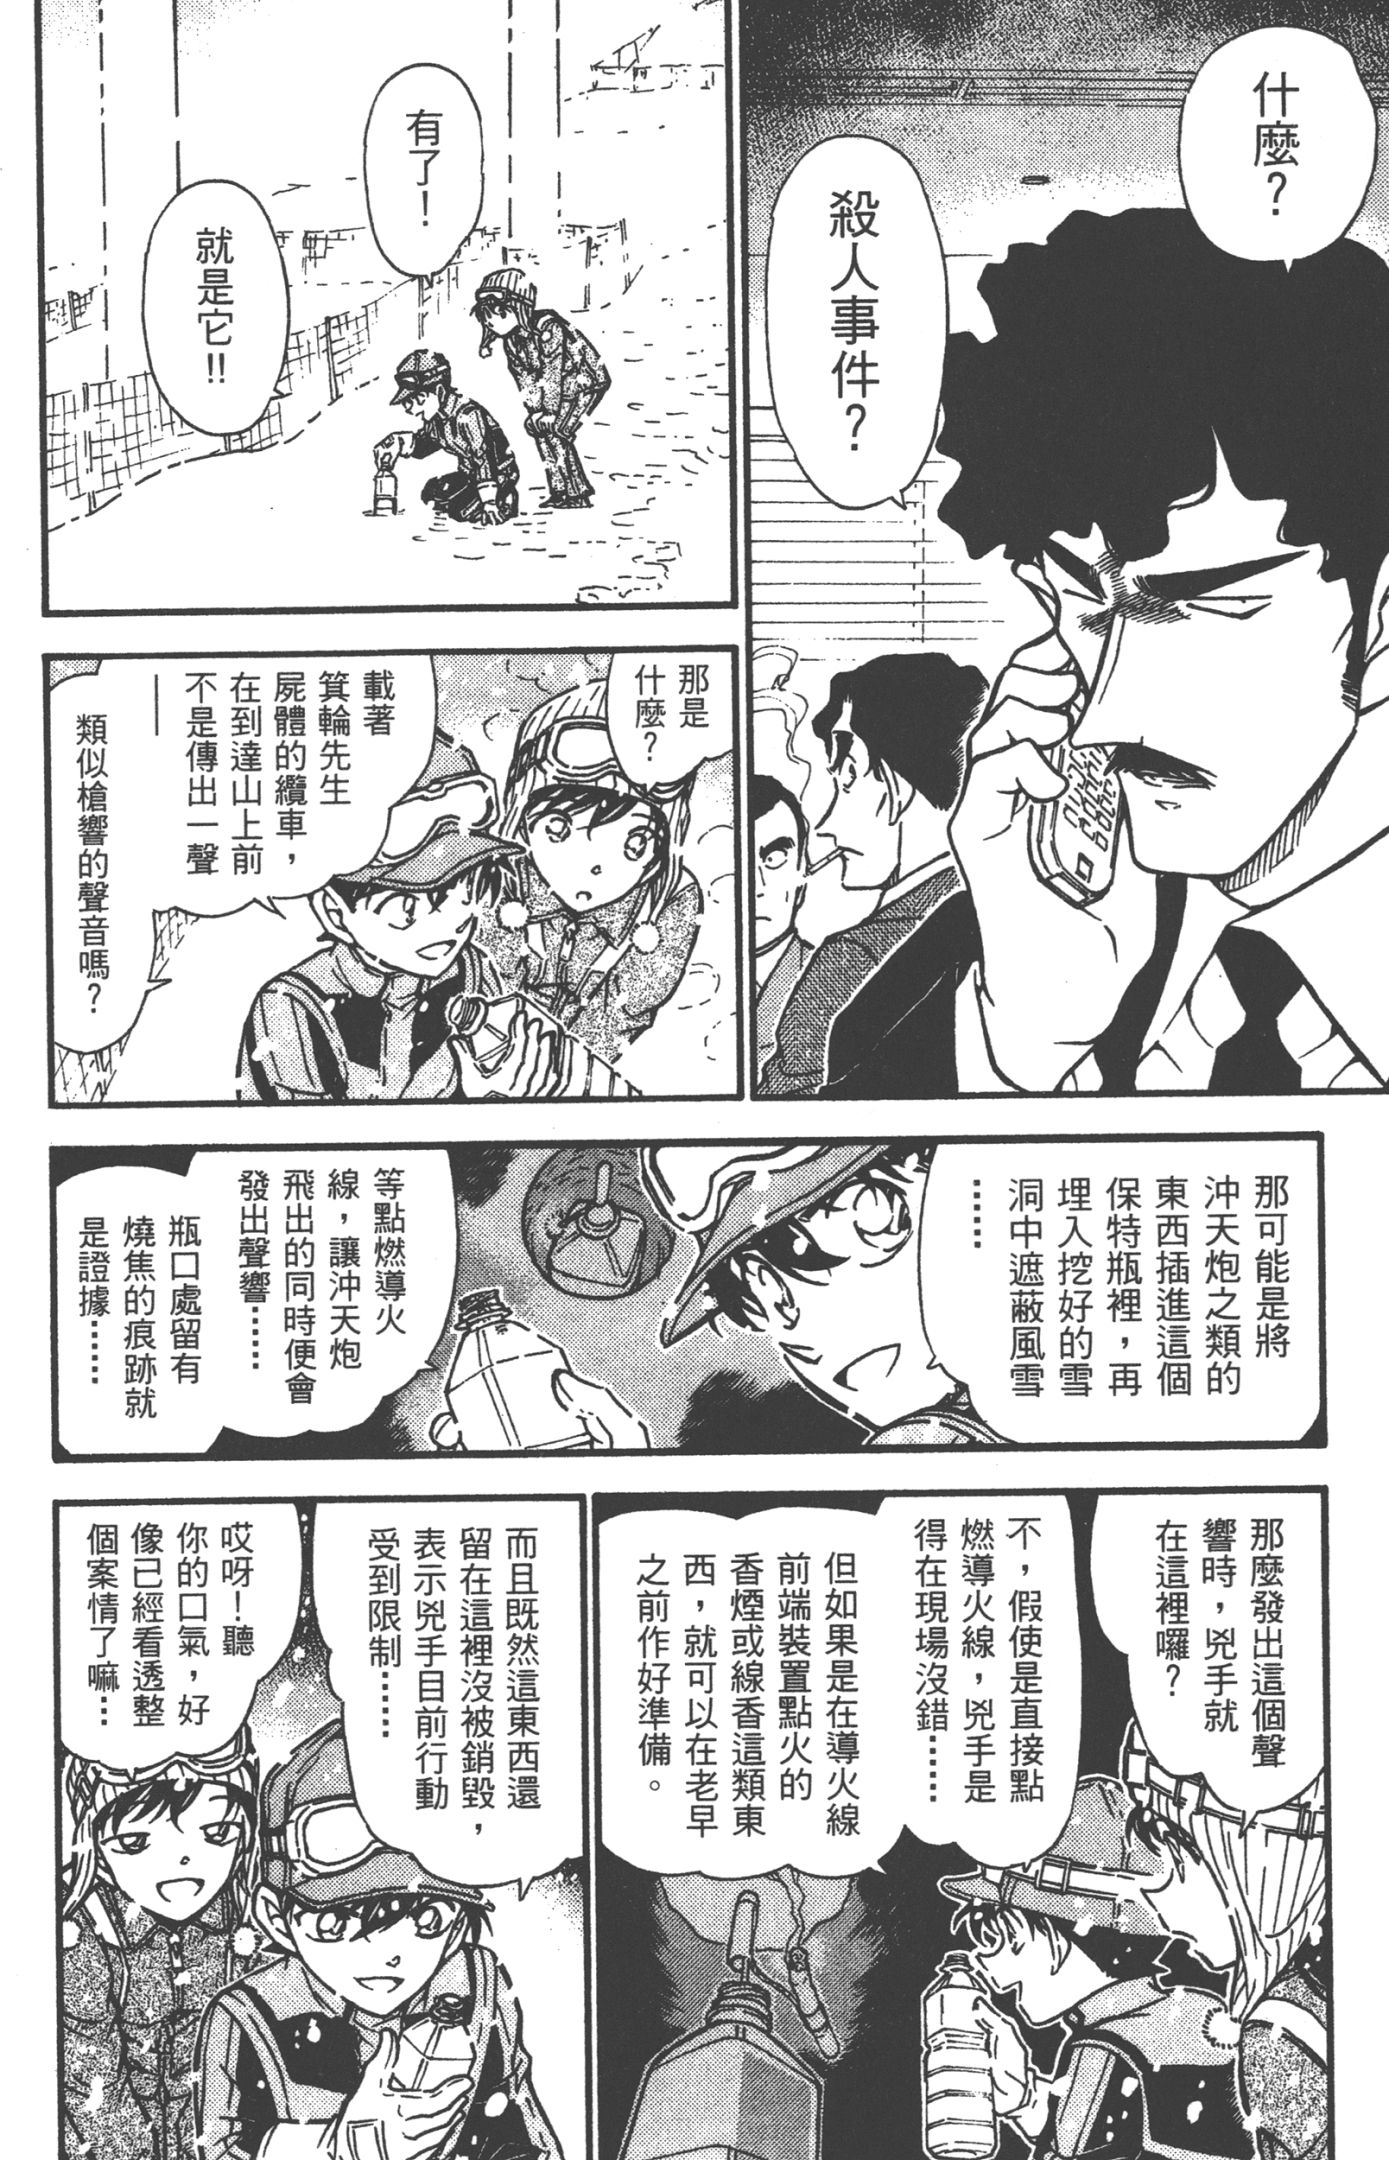 什麼？
殺人事件？
有了！
就是它!!
那是
什麼？
載著
箕輪先生
屍體的纜車，
在到達山上前
不是傳出一聲
——
類似槍響的聲音嗎？
那可能是將
沖天炮之類的
東西插進這個
保特瓶裡，再
埋入挖好的雪
洞中遮蔽風雪
……
等點燃導火
線，讓沖天炮
飛出的同時便會
發出聲響……
瓶口處留有
燒焦的痕跡就
是證據……
那麼發出這個聲
響時，兇手就
在這裡囉？
不，假使是直接點
燃導火線，兇手是
得在現場沒錯……
但如果是在導火線
前端裝置點火的
香煙或線香這類東
西，就可以在老早
之前作好準備。
而且既然這東西還
留在這裡沒被銷毀，
表示兇手目前行動
受到限制……
哎呀！聽
你的口氣，好
像已經看透整
個案情了嘛…